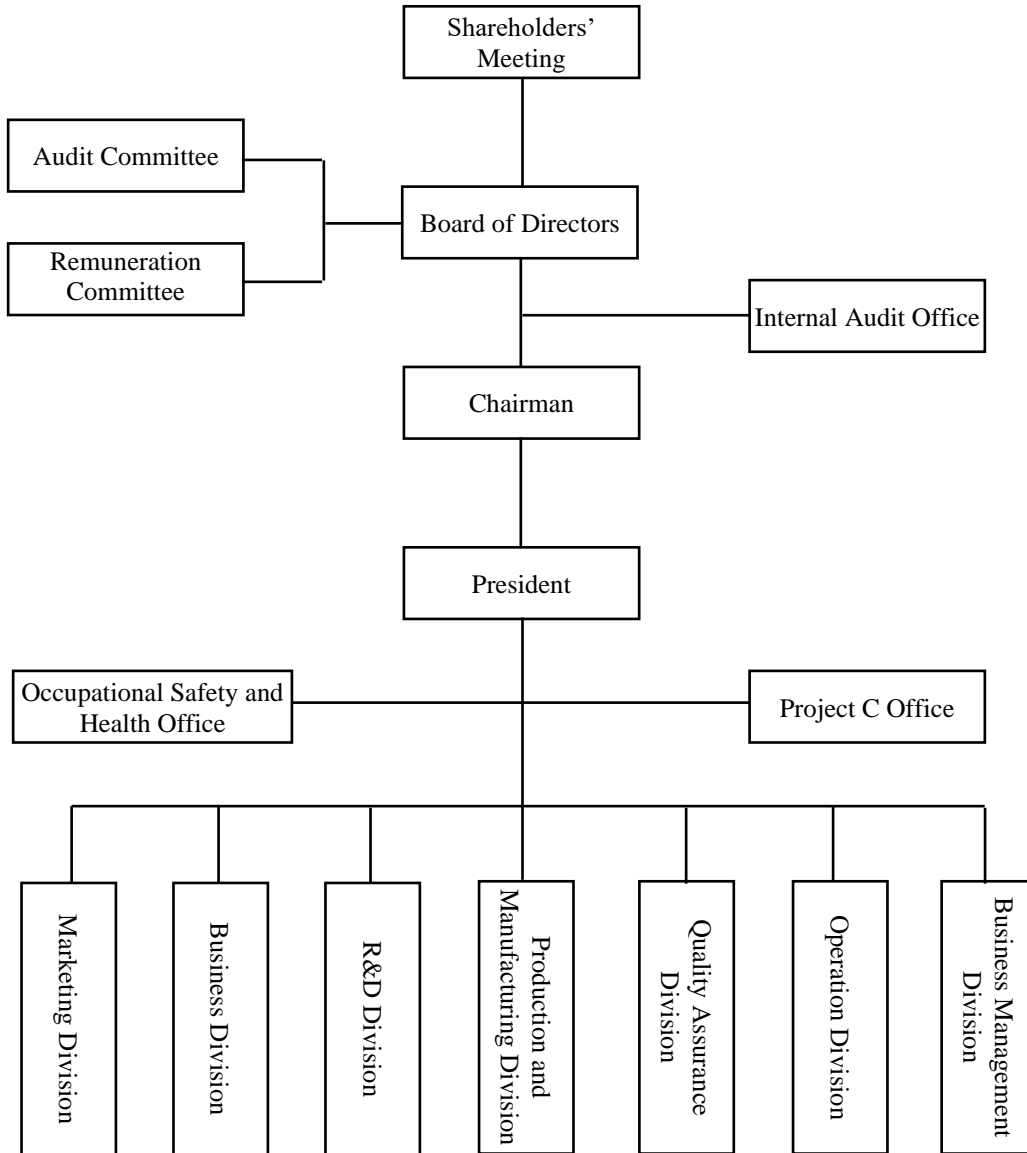 Shareholders’
Meeting
Audit Committee
Board of Directors
Remuneration
Committee
Internal Audit Office
Chairman
President
Occupational Safety and
Health Office
Project C Office
Marketing Division
Business Division
R&D Division
Production and
Manufacturing Division
Quality Assurance
Division
Operation Division
Business Management
Division